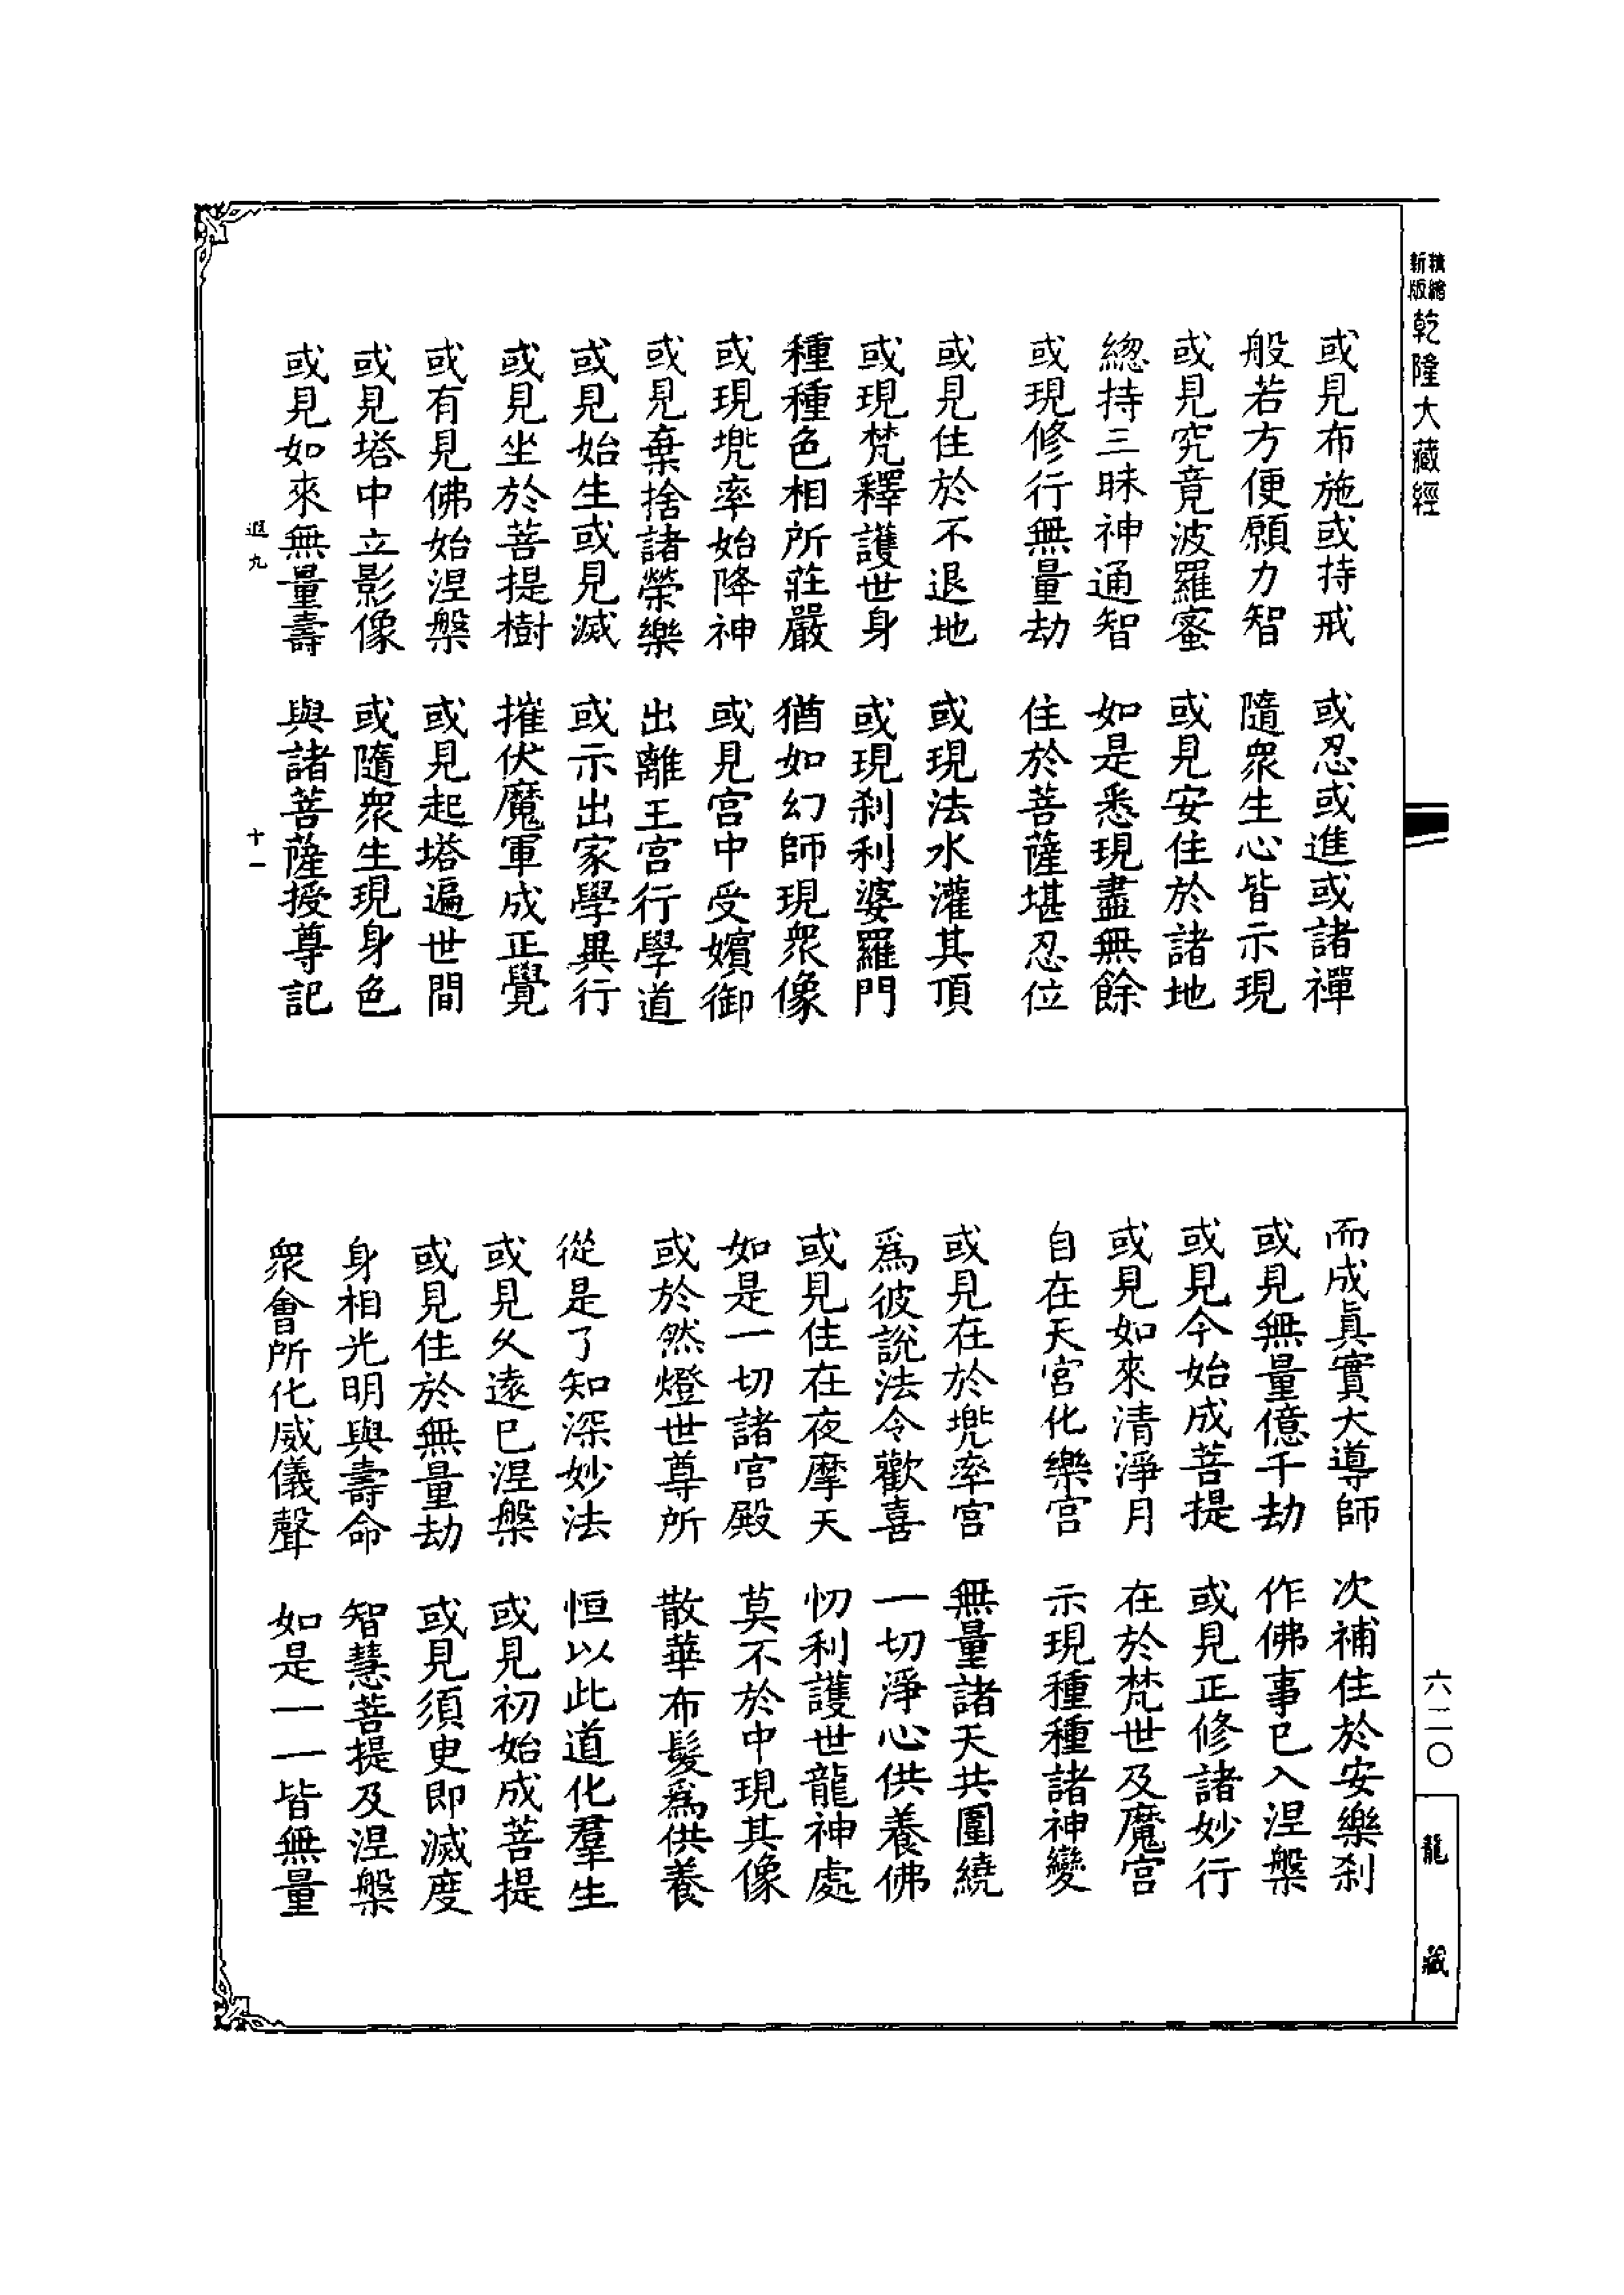 精繪
新版
乾隆大藏經
或見布施或持戒　或忍或進或諸禪
般若方便願力智　隨衆生心皆示現
或見究竟波羅蜜　或見安住於諸地
緫持三昧神通智　如是悉現盡無餘
或現修行無量劫　住於菩薩堪忍位
或見住於不退地　或現法水灌其頂
或現梵釋護世身　或現刹利婆羅門
種種色相所莊嚴　猶如幻師現衆像
或現兠率始降神　或見宫中受嬪御
或見棄捨諸榮樂　出離王宫行學道
或見始生或見滅　或示出家學異行
或見坐於菩提樹　摧伏魔軍成正覺
或有見佛始涅槃　或見起塔遍世間
或見塔中立影像　或隨衆生現身色
或見如來無量壽　與諸菩薩授尊記
遐九　十一
而成眞實大導師　次補住於安樂刹
或見無量億千劫　作佛事已入涅槃
或見今始成菩提　或見正修諸妙行
或見如來清淨月　在於梵世及魔宫
自在天宫化樂宫　示現種種諸神變
或見在於兠率宫　無量諸天共圍繞
爲彼說法令歡喜　一切淨心供養佛
或見住在夜摩天　忉利護世龍神處
如是一切諸宫殿　莫不於中現其像
或於然燈世尊所　散華布髮爲供養
從是了知深妙法　恒以此道化羣生
或見久遠已涅槃　或見初始成菩提
或見住於無量劫　或見須臾即滅度
身相光明與壽命　智慧菩提及涅槃
衆會所化威儀聲　如是一一皆無量
六二〇
龍藏